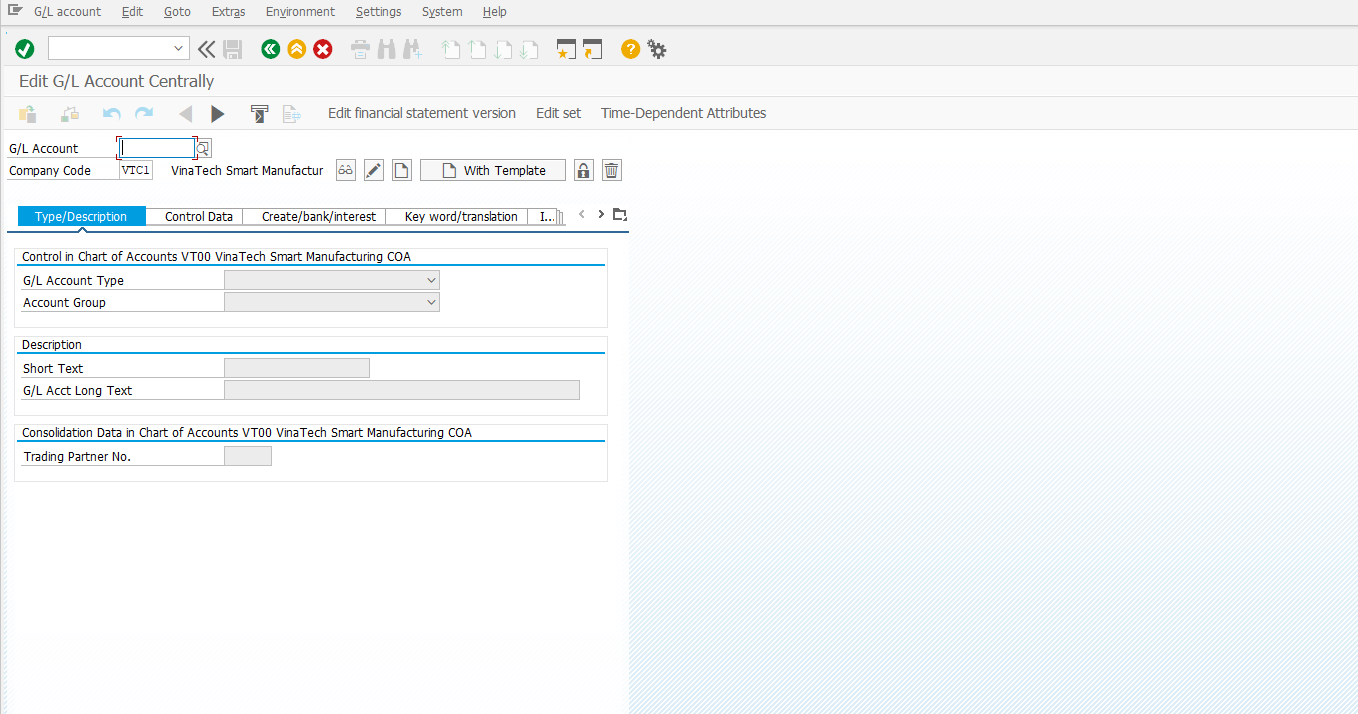 G/L account Edit Goto Extras Environment Settings System Help
Edit G/L Account Centrally
Edit financial statement version Edit set Time-Dependent Attributes
G/L Account
Company Code VTC1 VinaTech Smart Manufactur With Template
Type/Description Control Data Create/bank/interest Key word/translation I...
Control in Chart of Accounts VT00 VinaTech Smart Manufacturing COA
G/L Account Type
Account Group
Description
Short Text
G/L Acct Long Text
Consolidation Data in Chart of Accounts VT00 VinaTech Smart Manufacturing COA
Trading Partner No.